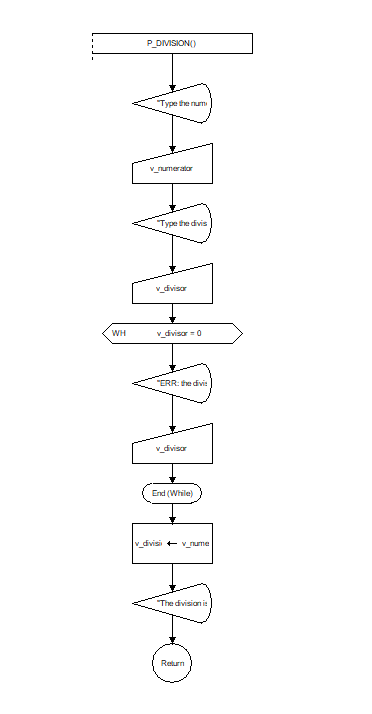 P_DIVISION()
"Type the num
v_numerator
"Type the divis
v_divisor
WH v_divisor = 0
"ERR: the divis
v_divisor
End (While)
v_divisi ← v_nume
"The division is
Return